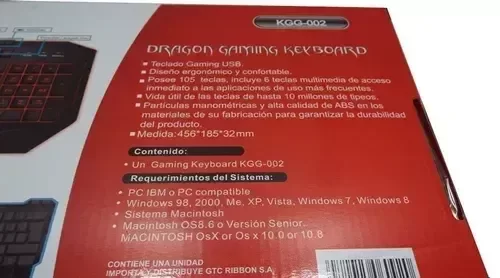 KGG-002
DRAGON GAMING KEYBOARD
• Teclado Gaming USB.
• Diseño ergonómico y confortable.
• Posee 105 teclas, incluye 6 teclas multimedia de acceso
inmediato a las aplicaciones de uso más frecuentes.
• Vida útil de las teclas de hasta 10 millones de tipeos.
• Partículas manométricas y alta calidad de ABS en los
materiales de su fabricación para garantizar la durabilidad
del producto.
• Medida: 456*185*32mm
Contenido:
• Un Gaming Keyboard KGG-002
Requerimientos del Sistema:
• PC IBM o PC compatible
• Windows 98, 2000, Me, XP, Vista, Windows 7, Windows 8
• Sistema Macintosh
• Macintosh OS8.6 o Versión Senior.
MACINTOSH OsX or Os x 10.0 or 10.8
CONTIENE UNA UNIDAD
IMPORTA Y DISTRIBUYE GTC RIBBON S.A